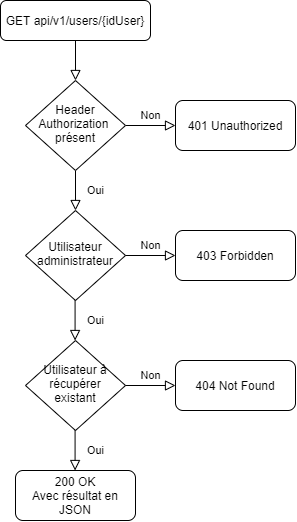 GET api/v1/users/{idUser}
Header
Authorization
présent
Non
401 Unauthorized
Oui
Utilisateur
administrateur
Non
403 Forbidden
Oui
Utilisateur à
récupérer
existant
Non
404 Not Found
Oui
200 OK
Avec résultat en
JSON